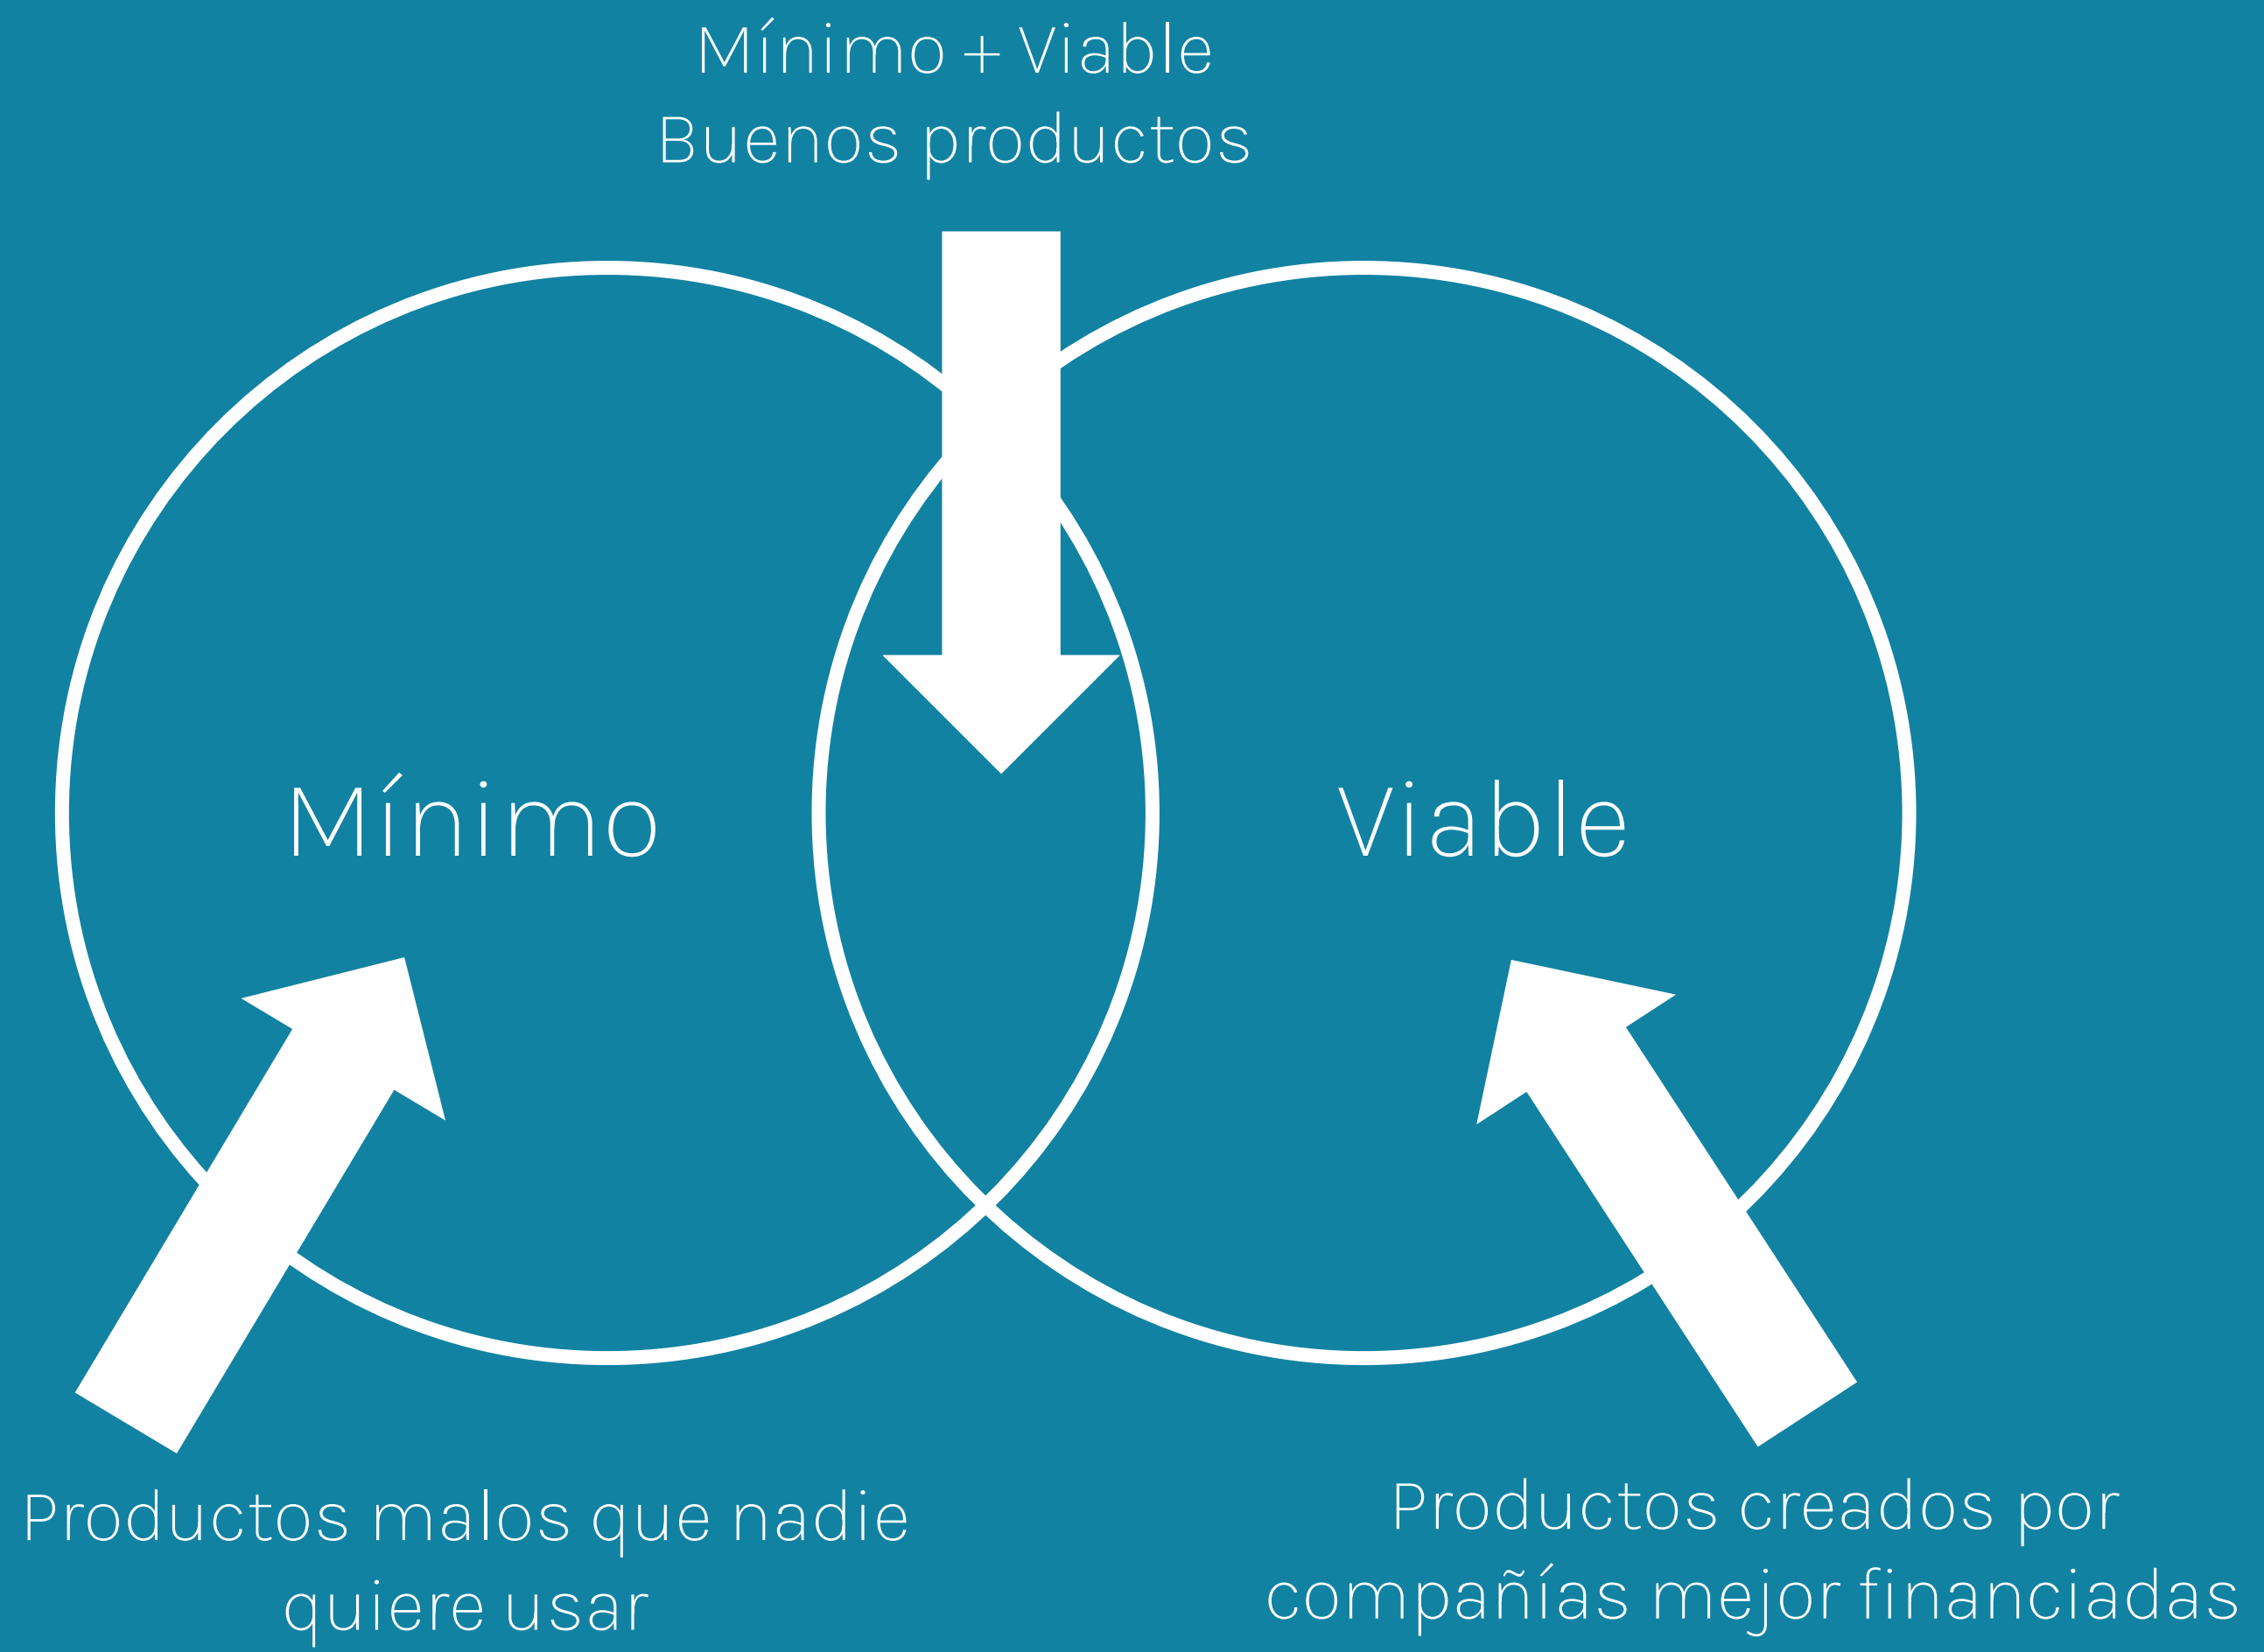 Mínimo + Viable
Buenos productos
Mínimo
Viable
Productos malos que nadie
quiere usar
Productos creados por
compañías mejor financiadas